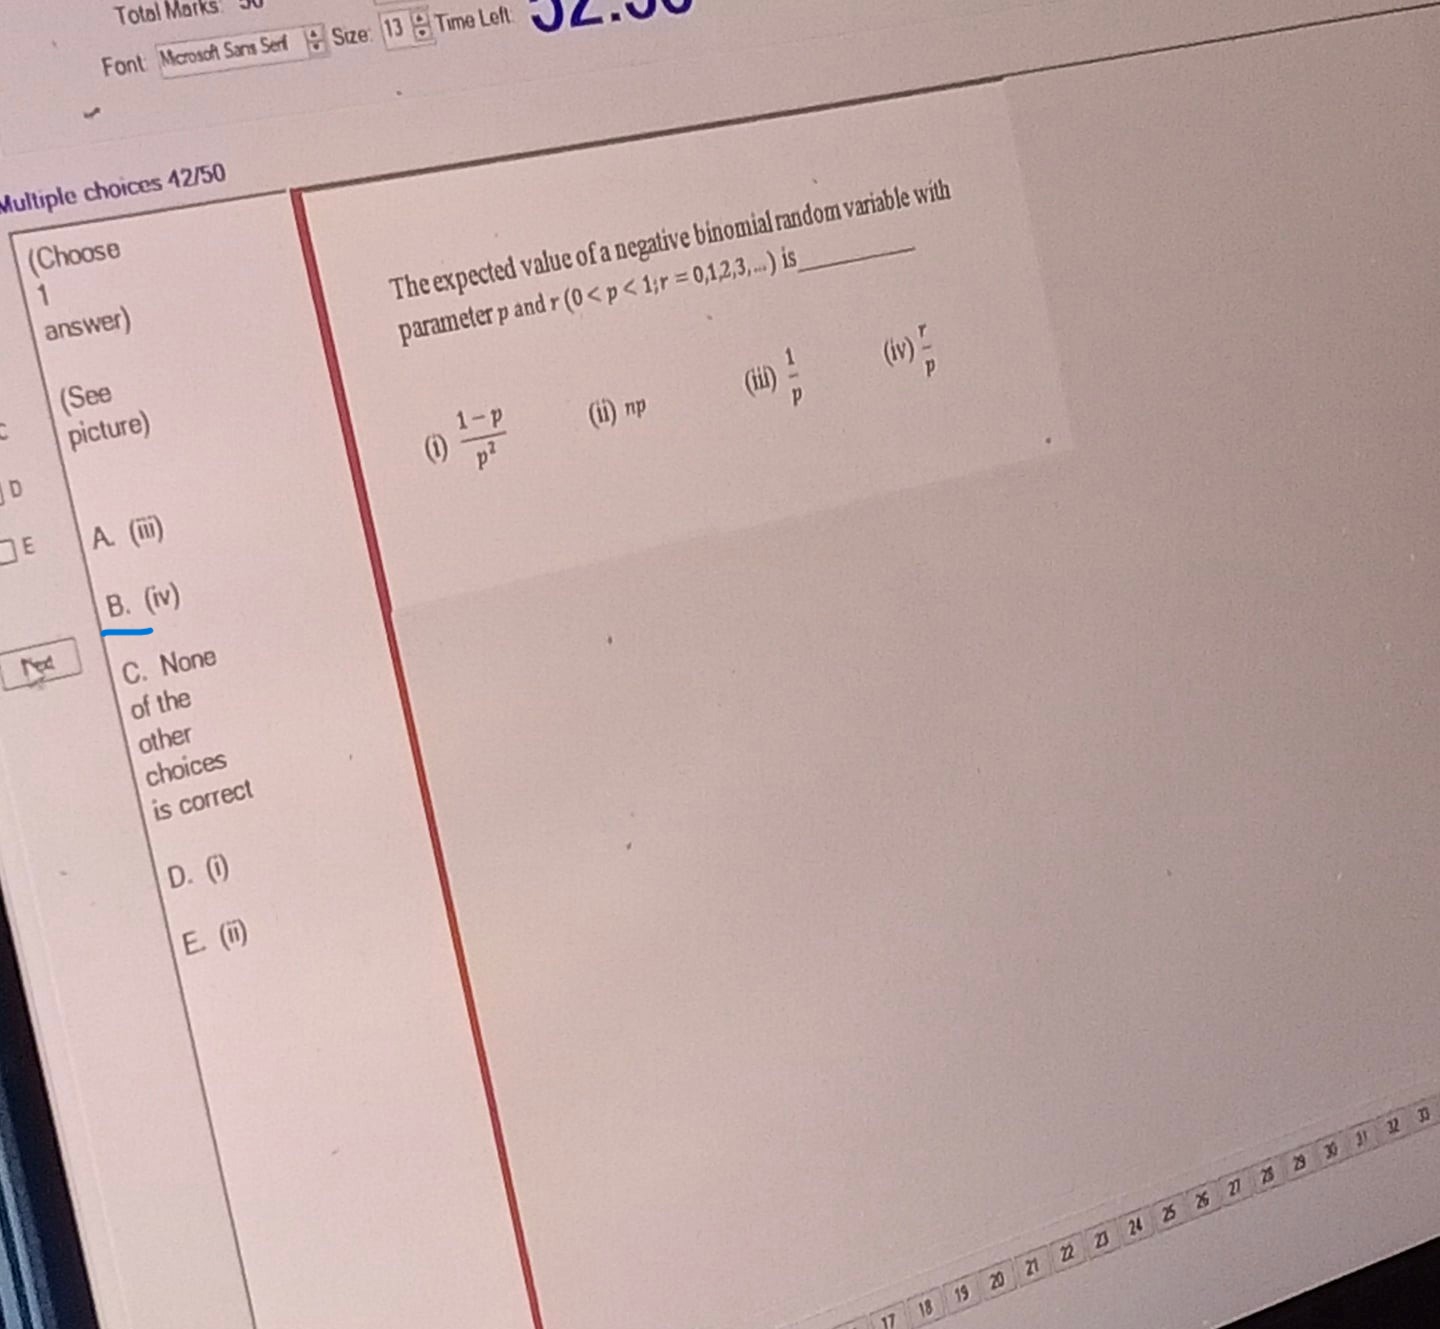 Total Marks
Font: Microsoft Sans Serif Size: 13 Time Left:
Multiple choices 42/50
(Choose
1
answer)
(See
picture)
A. (iii)
B. (iv)
C. None
of the
other
choices
is correct
D. (i)
E. (ii)
D
E
Next
The expected value of a negative binomial random variable with
parameter p and r (0 < p < 1; r = 0,1,2,3,...) is________
(i) 1 − p / p² (ii) np (iii) 1 / p (iv) r / p
17 18 19 20 21 22 23 24 25 26 27 28 29 30 31 32 33